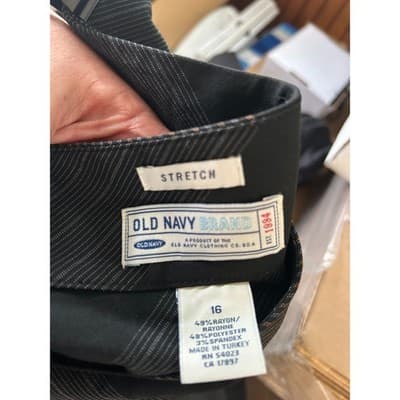 STRETCH
OLD NAVY BRAND
EST. 1994
OLD NAVY
A PRODUCT OF THE
OLD NAVY CLOTHING CO. U.S.A
16
49% RAYON/
RAYONNE
48% POLYESTER
3% SPANDEX
MADE IN TURKEY
RN 54023
CA 17897